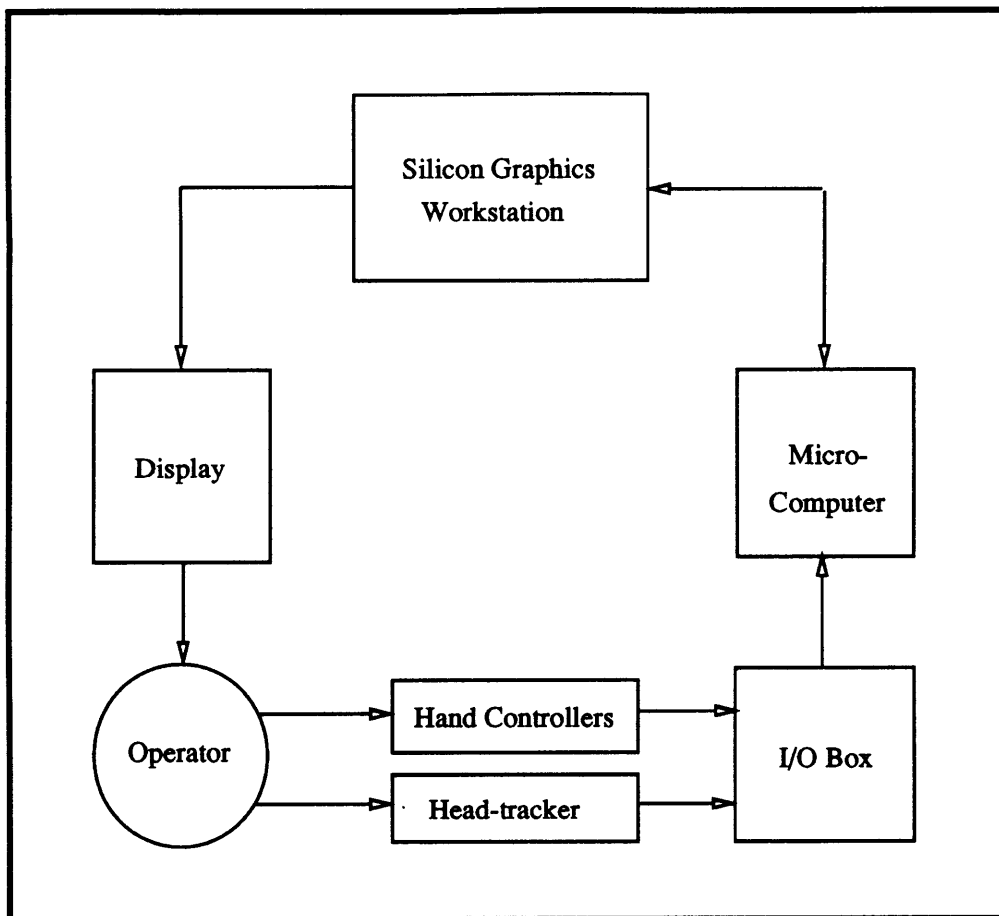 Silicon Graphics
Workstation
Display
Micro-
Computer
Operator
Hand Controllers
Head-tracker
I/O Box